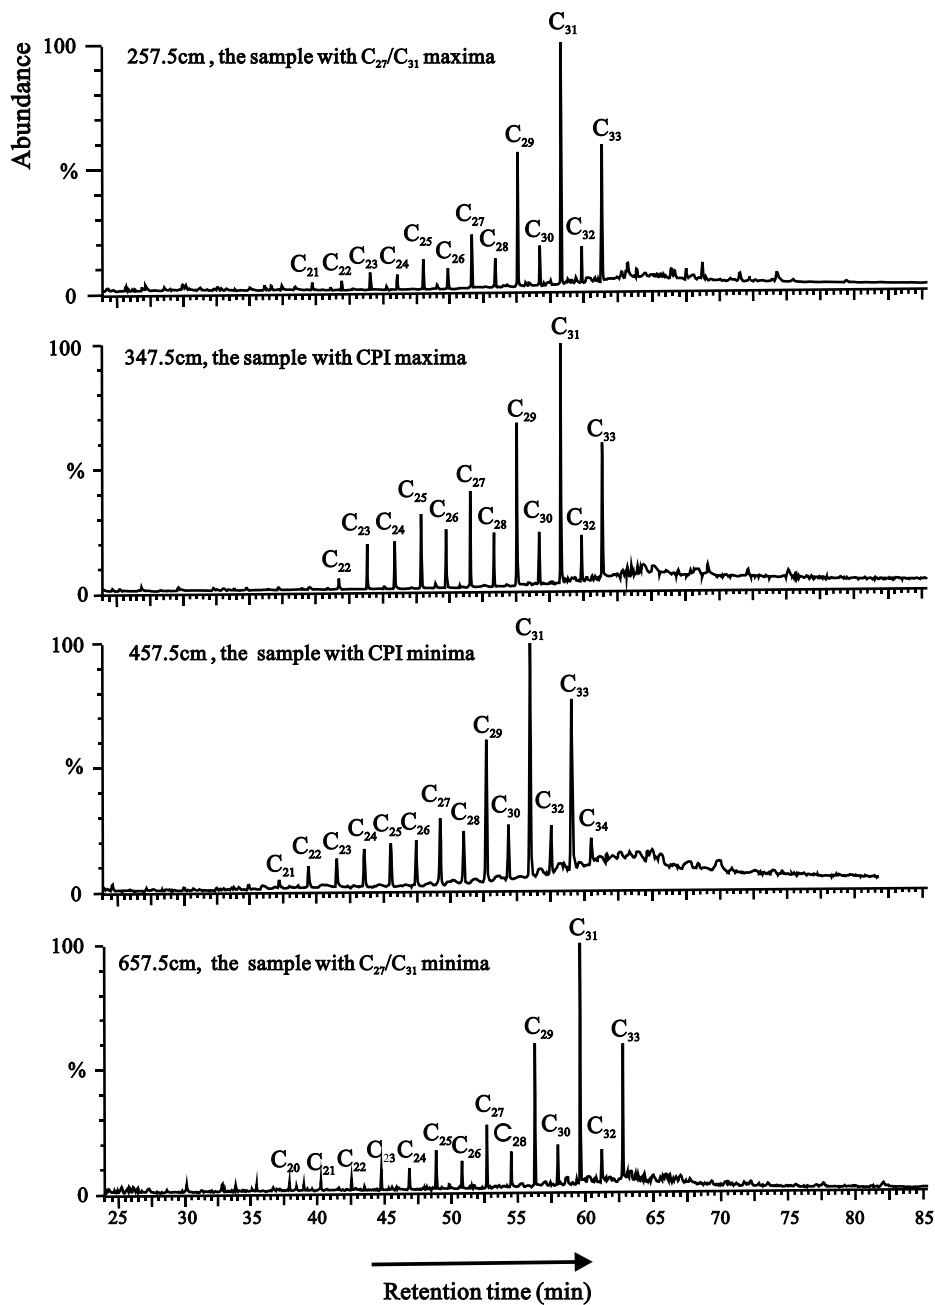 Abundance
100
%
0
257.5cm , the sample with C27/C31 maxima
C21 C22 C23 C24 C25 C26 C27 C28 C29 C30 C31 C32 C33
100
%
0
347.5cm, the sample with CPI maxima
C22 C23 C24 C25 C26 C27 C28 C29 C30 C31 C32 C33
100
%
0
457.5cm , the sample with CPI minima
C21 C22 C23 C24 C25 C26 C27 C28 C29 C30 C31 C32 C33 C34
100
%
0
657.5cm, the sample with C27/C31 minima
C20 C21 C22 C23 C24 C25 C26 C27 C28 C29 C30 C31 C32 C33
25 30 35 40 45 50 55 60 65 70 75 80 85
Retention time (min)